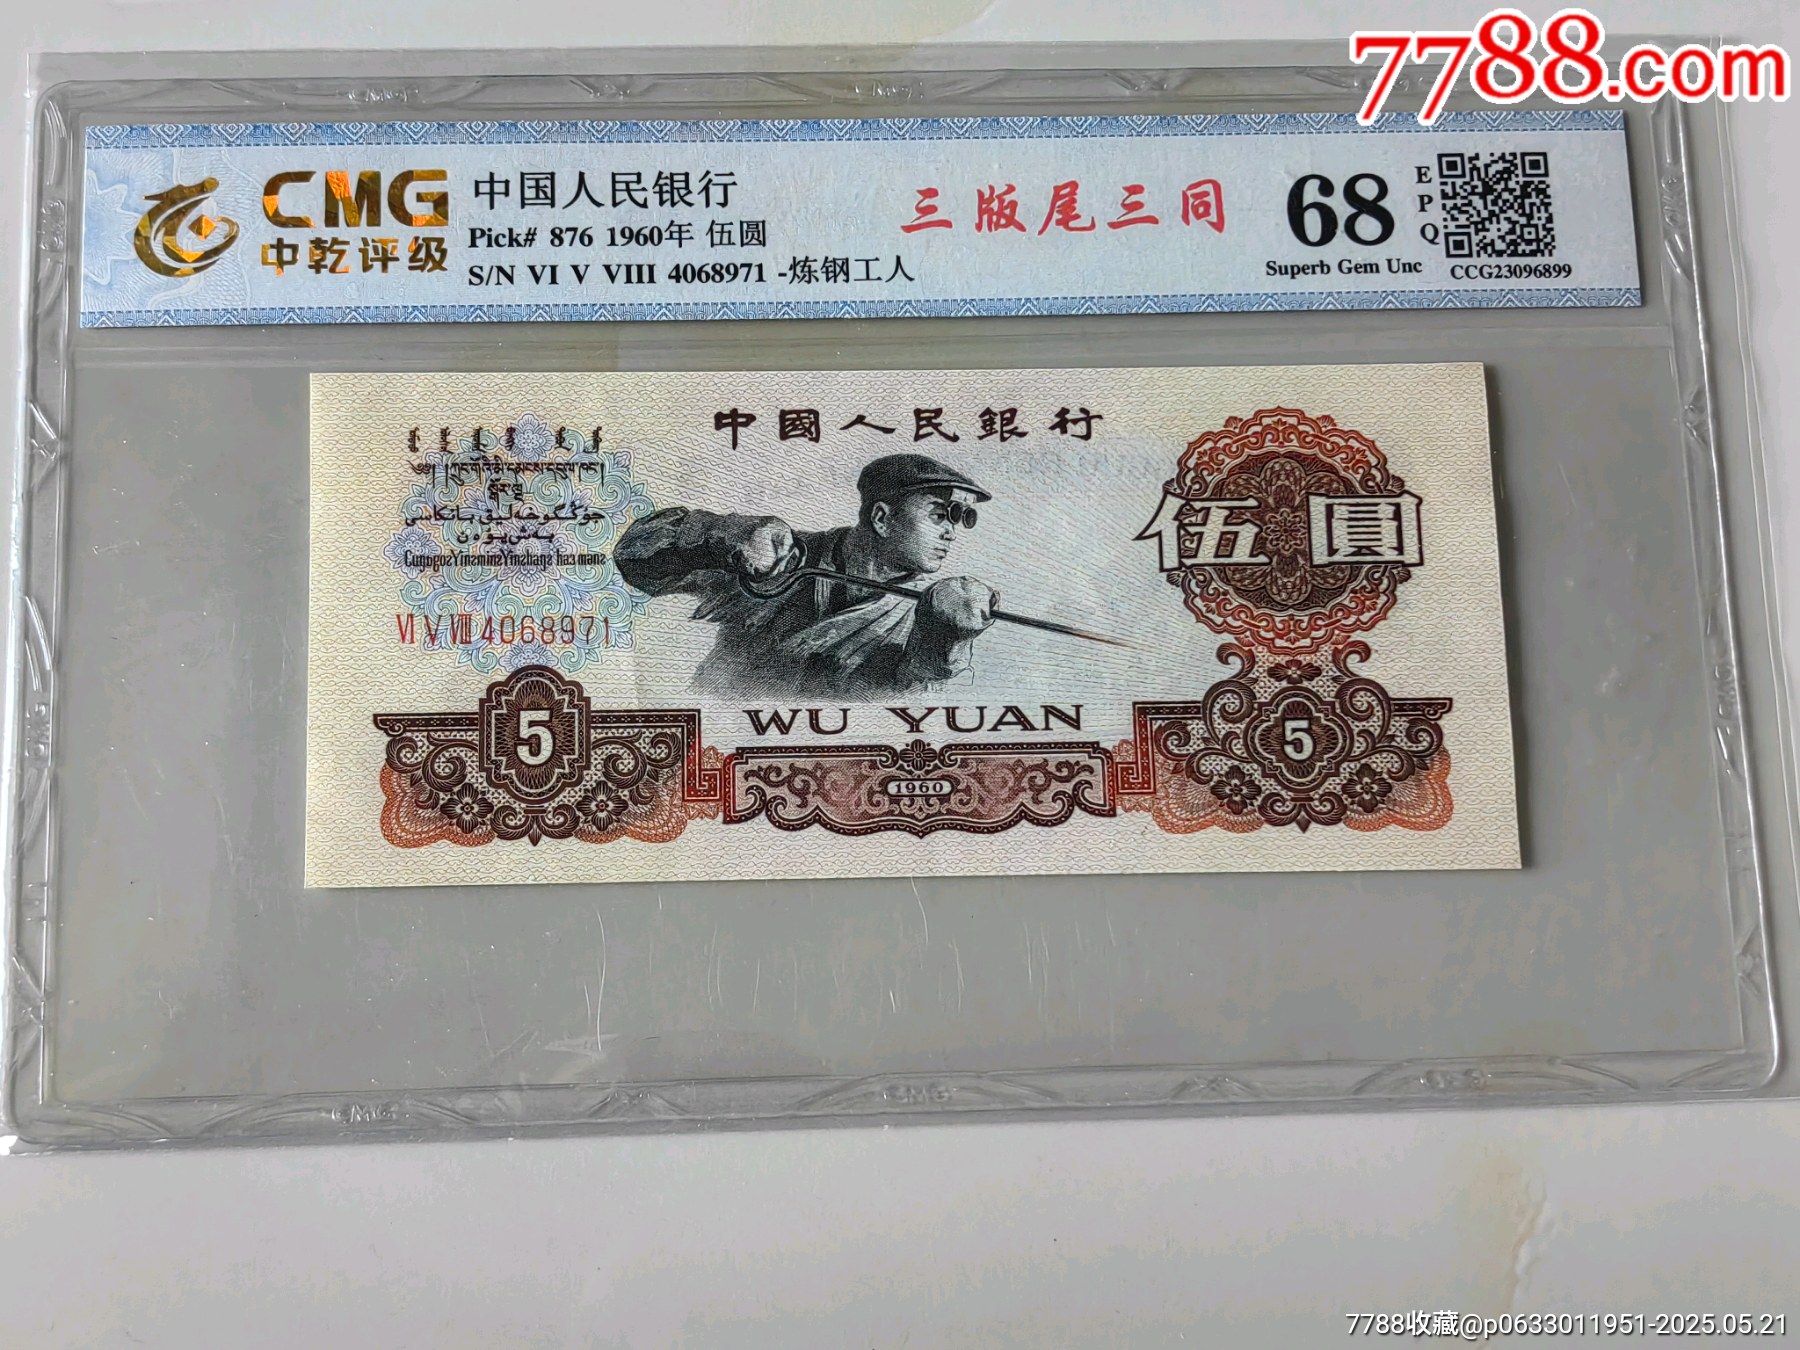 7788.com
CMG
中乾评级
中国人民银行
Pick# 876 1960年 伍圆
S/N VI V VIII 4068971 -炼钢工人
三版尾三同
68
EPQ
Superb Gem Unc
CCG23096899
中國人民銀行
伍圓
VI V VIII 4068971
WU YUAN
5
1960
5
CMG
CMG
7788收藏@p0633011951-2025.05.21